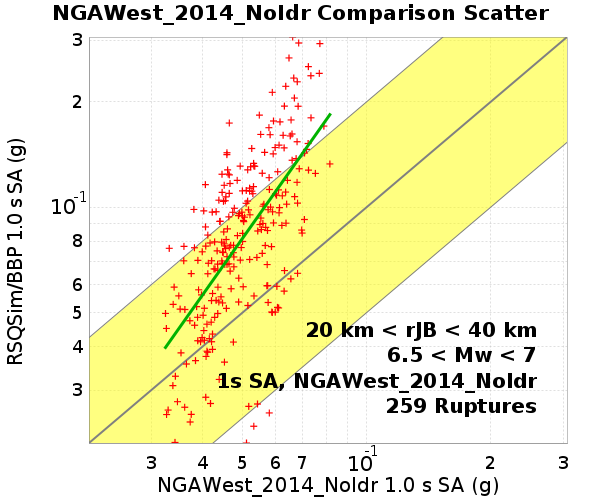 NGAWest_2014_NoIdr Comparison Scatter
RSQSim/BBP 1.0 s SA (g)
3
2
10-1
8
6
5
4
3
20 km < rJB < 40 km
6.5 < Mw < 7
1s SA, NGAWest_2014_NoIdr
259 Ruptures
3 4 5 6 7 10-1 2 3
NGAWest_2014_NoIdr 1.0 s SA (g)